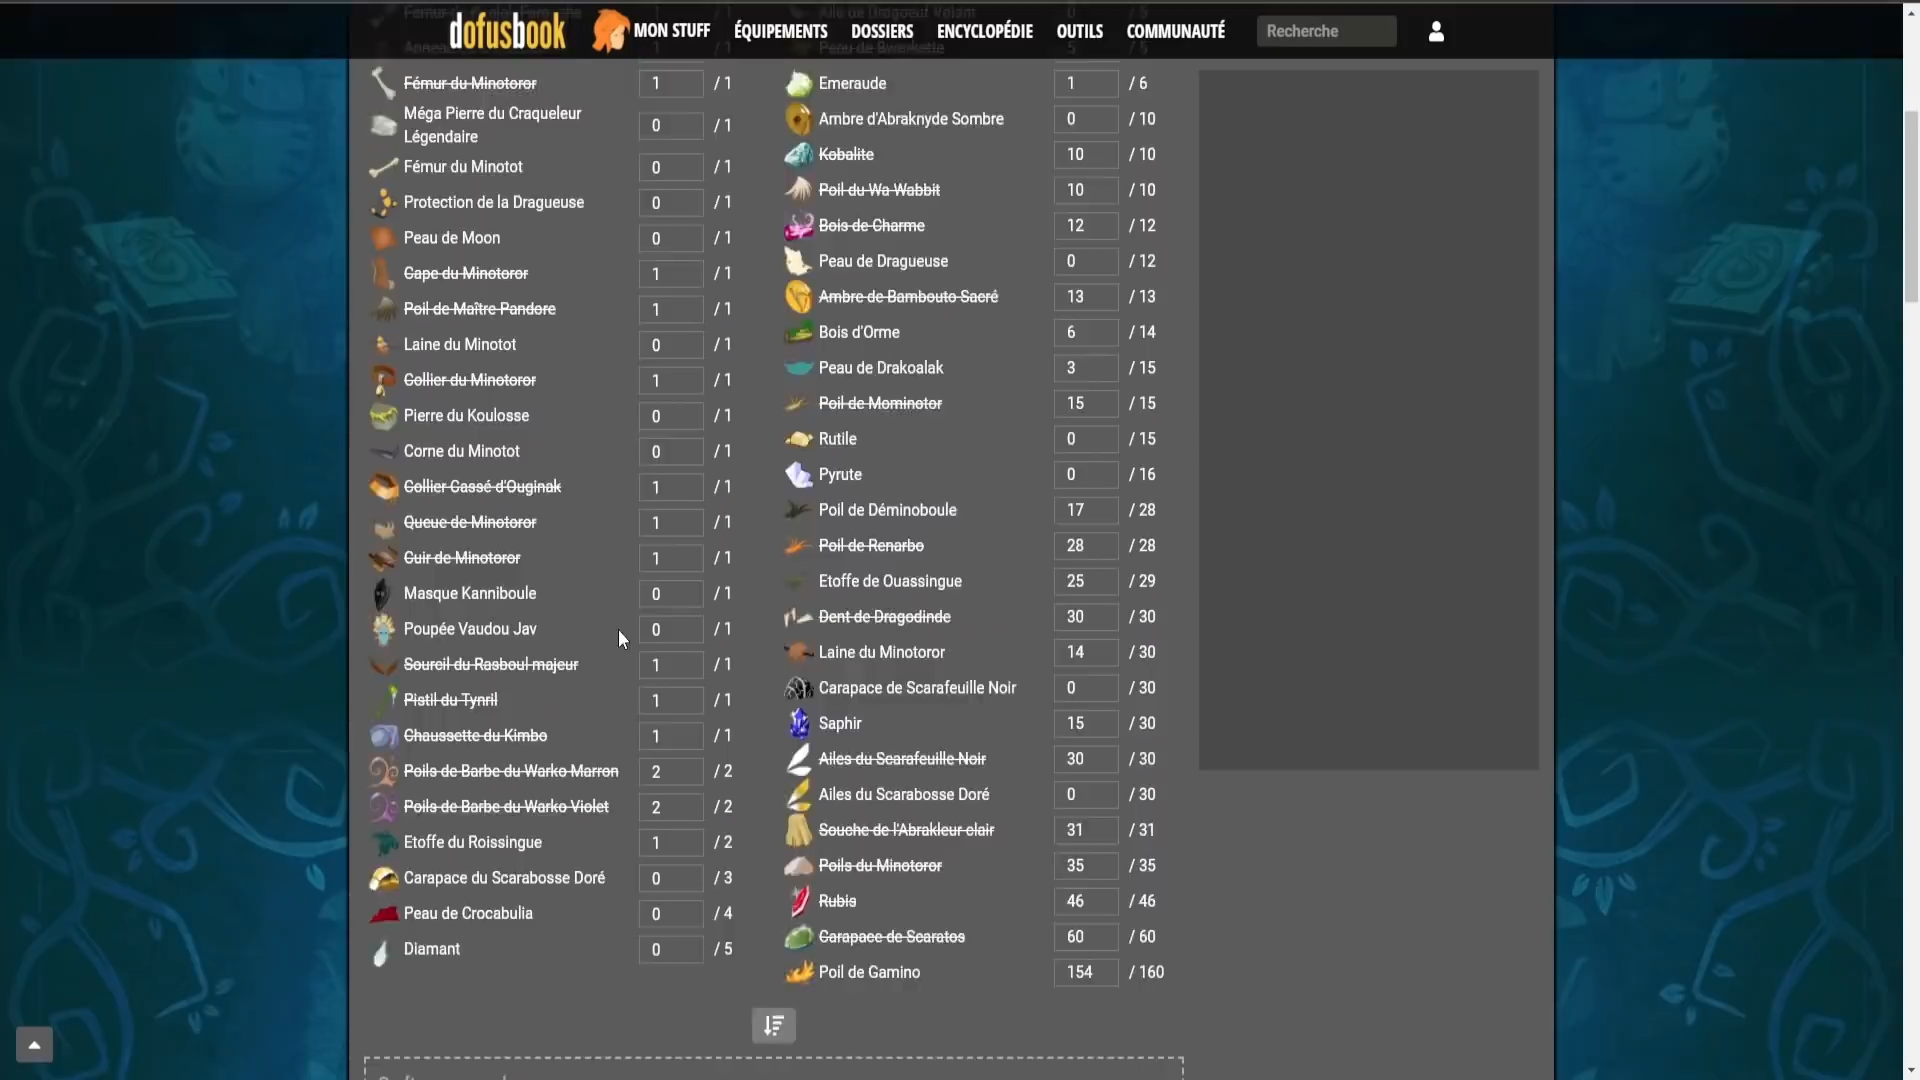 dofusbook MON STUFF ÉQUIPEMENTS DOSSIERS ENCYCLOPÉDIE OUTILS COMMUNAUTÉ Recherche
Fémur du Minotoror 1 / 1
Méga Pierre du Craqueleur
Légendaire 0 / 1
Fémur du Minotot 0 / 1
Protection de la Dragueuse 0 / 1
Peau de Moon 0 / 1
Cape du Minotoror 1 / 1
Poil de Maître Pandore 1 / 1
Laine du Minotot 0 / 1
Collier du Minotoror 1 / 1
Pierre du Koulosse 0 / 1
Corne du Minotot 0 / 1
Collier Cassé d'Ouginak 1 / 1
Queue de Minotoror 1 / 1
Cuir de Minotoror 1 / 1
Masque Kanniboule 0 / 1
Poupée Vaudou Jav 0 / 1
Sourcil du Rasboul majeur 1 / 1
Pistil du Tynril 1 / 1
Chaussette du Kimbo 1 / 1
Poils de Barbe du Warko Marron 2 / 2
Poils de Barbe du Warko Violet 2 / 2
Etoffe du Roissingue 1 / 2
Carapace du Scarabosse Doré 0 / 3
Peau de Crocabulia 0 / 4
Diamant 0 / 5
Emeraude 1 / 6
Ambre d'Abraknyde Sombre 0 / 10
Kobalite 10 / 10
Poil du Wa Wabbit 10 / 10
Bois de Charme 12 / 12
Peau de Dragueuse 0 / 12
Ambre de Bambouto Sacré 13 / 13
Bois d'Orme 6 / 14
Peau de Drakoalak 3 / 15
Poil de Mominotor 15 / 15
Rutile 0 / 15
Pyrute 0 / 16
Poil de Déminoboule 17 / 28
Poil de Renarbo 28 / 28
Etoffe de Ouassingue 25 / 29
Dent de Dragodinde 30 / 30
Laine du Minotoror 14 / 30
Carapace de Scarafeuille Noir 0 / 30
Saphir 15 / 30
Ailes du Scarafeuille Noir 30 / 30
Ailes du Scarabosse Doré 0 / 30
Souche de l'Abrakleur clair 31 / 31
Poils du Minotoror 35 / 35
Rubis 46 / 46
Carapace de Scaratos 60 / 60
Poil de Gamino 154 / 160